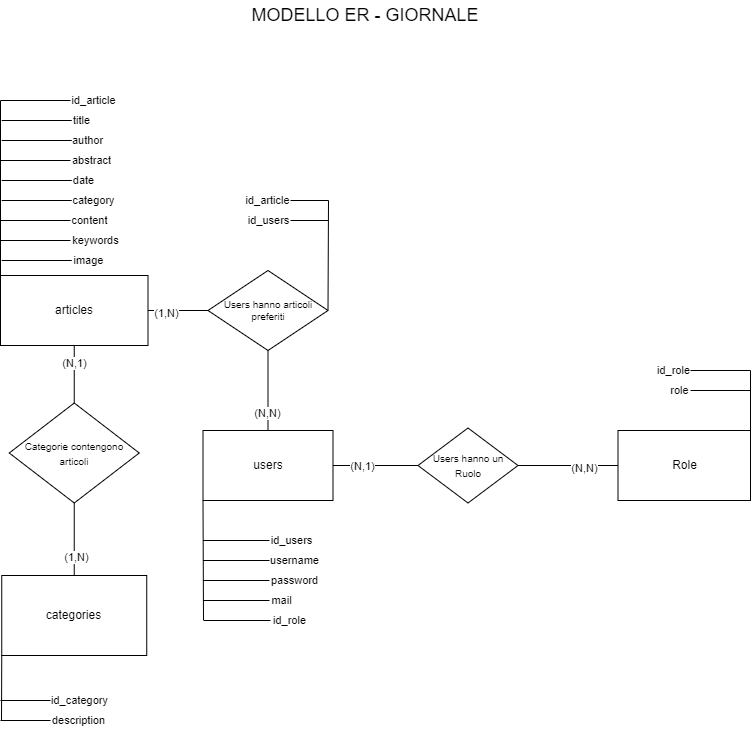 MODELLO ER - GIORNALE
id_article
title
author
abstract
date
category
content
keywords
image
articles
(1,N)
id_article
id_users
Users hanno articoli
preferiti
(N,1)
Categorie contengono
articoli
(1,N)
categories
id_category
description
(N,N)
users
id_users
username
password
mail
id_role
(N,1)
Users hanno un
Ruolo
(N,N)
id_role
role
Role